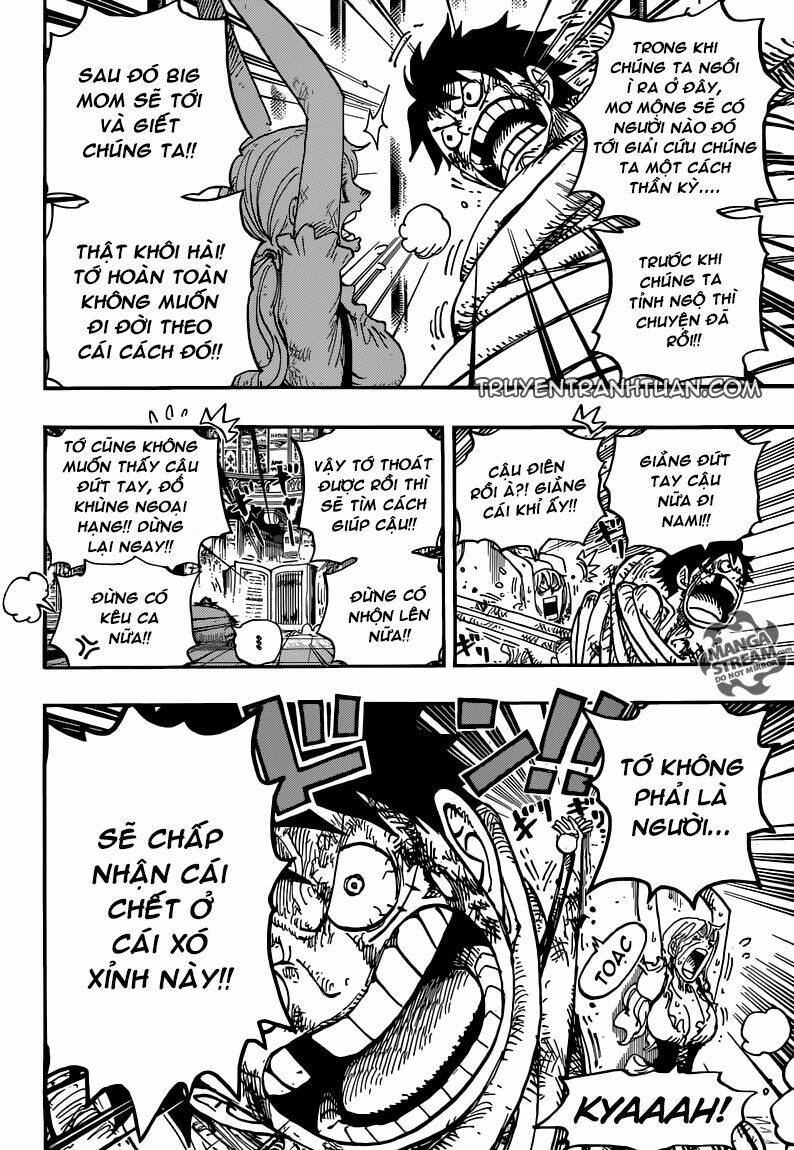 TRONG KHI
CHÚNG TA NGỒI
Ì RA Ở ĐÂY,
MƠ MỘNG SẼ CÓ
NGƯỜI NÀO ĐÓ
TỚI GIẢI CỨU CHÚNG
TA MỘT CÁCH
THẦN KỲ....
TRƯỚC KHI
CHÚNG TA
TỈNH NGỘ THÌ
CHUYỆN ĐÃ
RỒI!!
SAU ĐÓ BIG
MOM SẼ TỚI
VÀ GIẾT
CHÚNG TA!!
THẬT KHÔI HÀI!
TỚ HOÀN TOÀN
KHÔNG MUỐN
ĐI ĐỜI THEO
CÁI CÁCH ĐÓ!!
TRUYENTRANHTUAN.COM
GIẰNG ĐỨT
TAY CẬU
NỮA ĐI
NAMI!!
CẬU ĐIÊN
RỒI À?! GIẰNG
CÁI KHỈ ẤY!!
VẬY TỚ THOÁT
ĐƯỢC RỒI THÌ
SẼ TÌM CÁCH
GIÚP CẬU!!
ĐỪNG CÓ
NHỘN LÊN
NỮA!!
TỚ CŨNG KHÔNG
MUỐN THẤY CẬU
ĐỨT TAY, ĐỒ
KHÙNG NGOẠI
HẠNG!! DỪNG
LẠI NGAY!!
ĐỪNG CÓ
KÊU CA
NỮA!!
MANGA
STREAM.com
DO NOT MIRROR
TỚ KHÔNG
PHẢI LÀ
NGƯỜI...
ドン!!
SẼ CHẤP
NHẬN CÁI
CHẾT Ở
CÁI XÓ
XỈNH NÀY!!
TOẠC
KYAAAH!